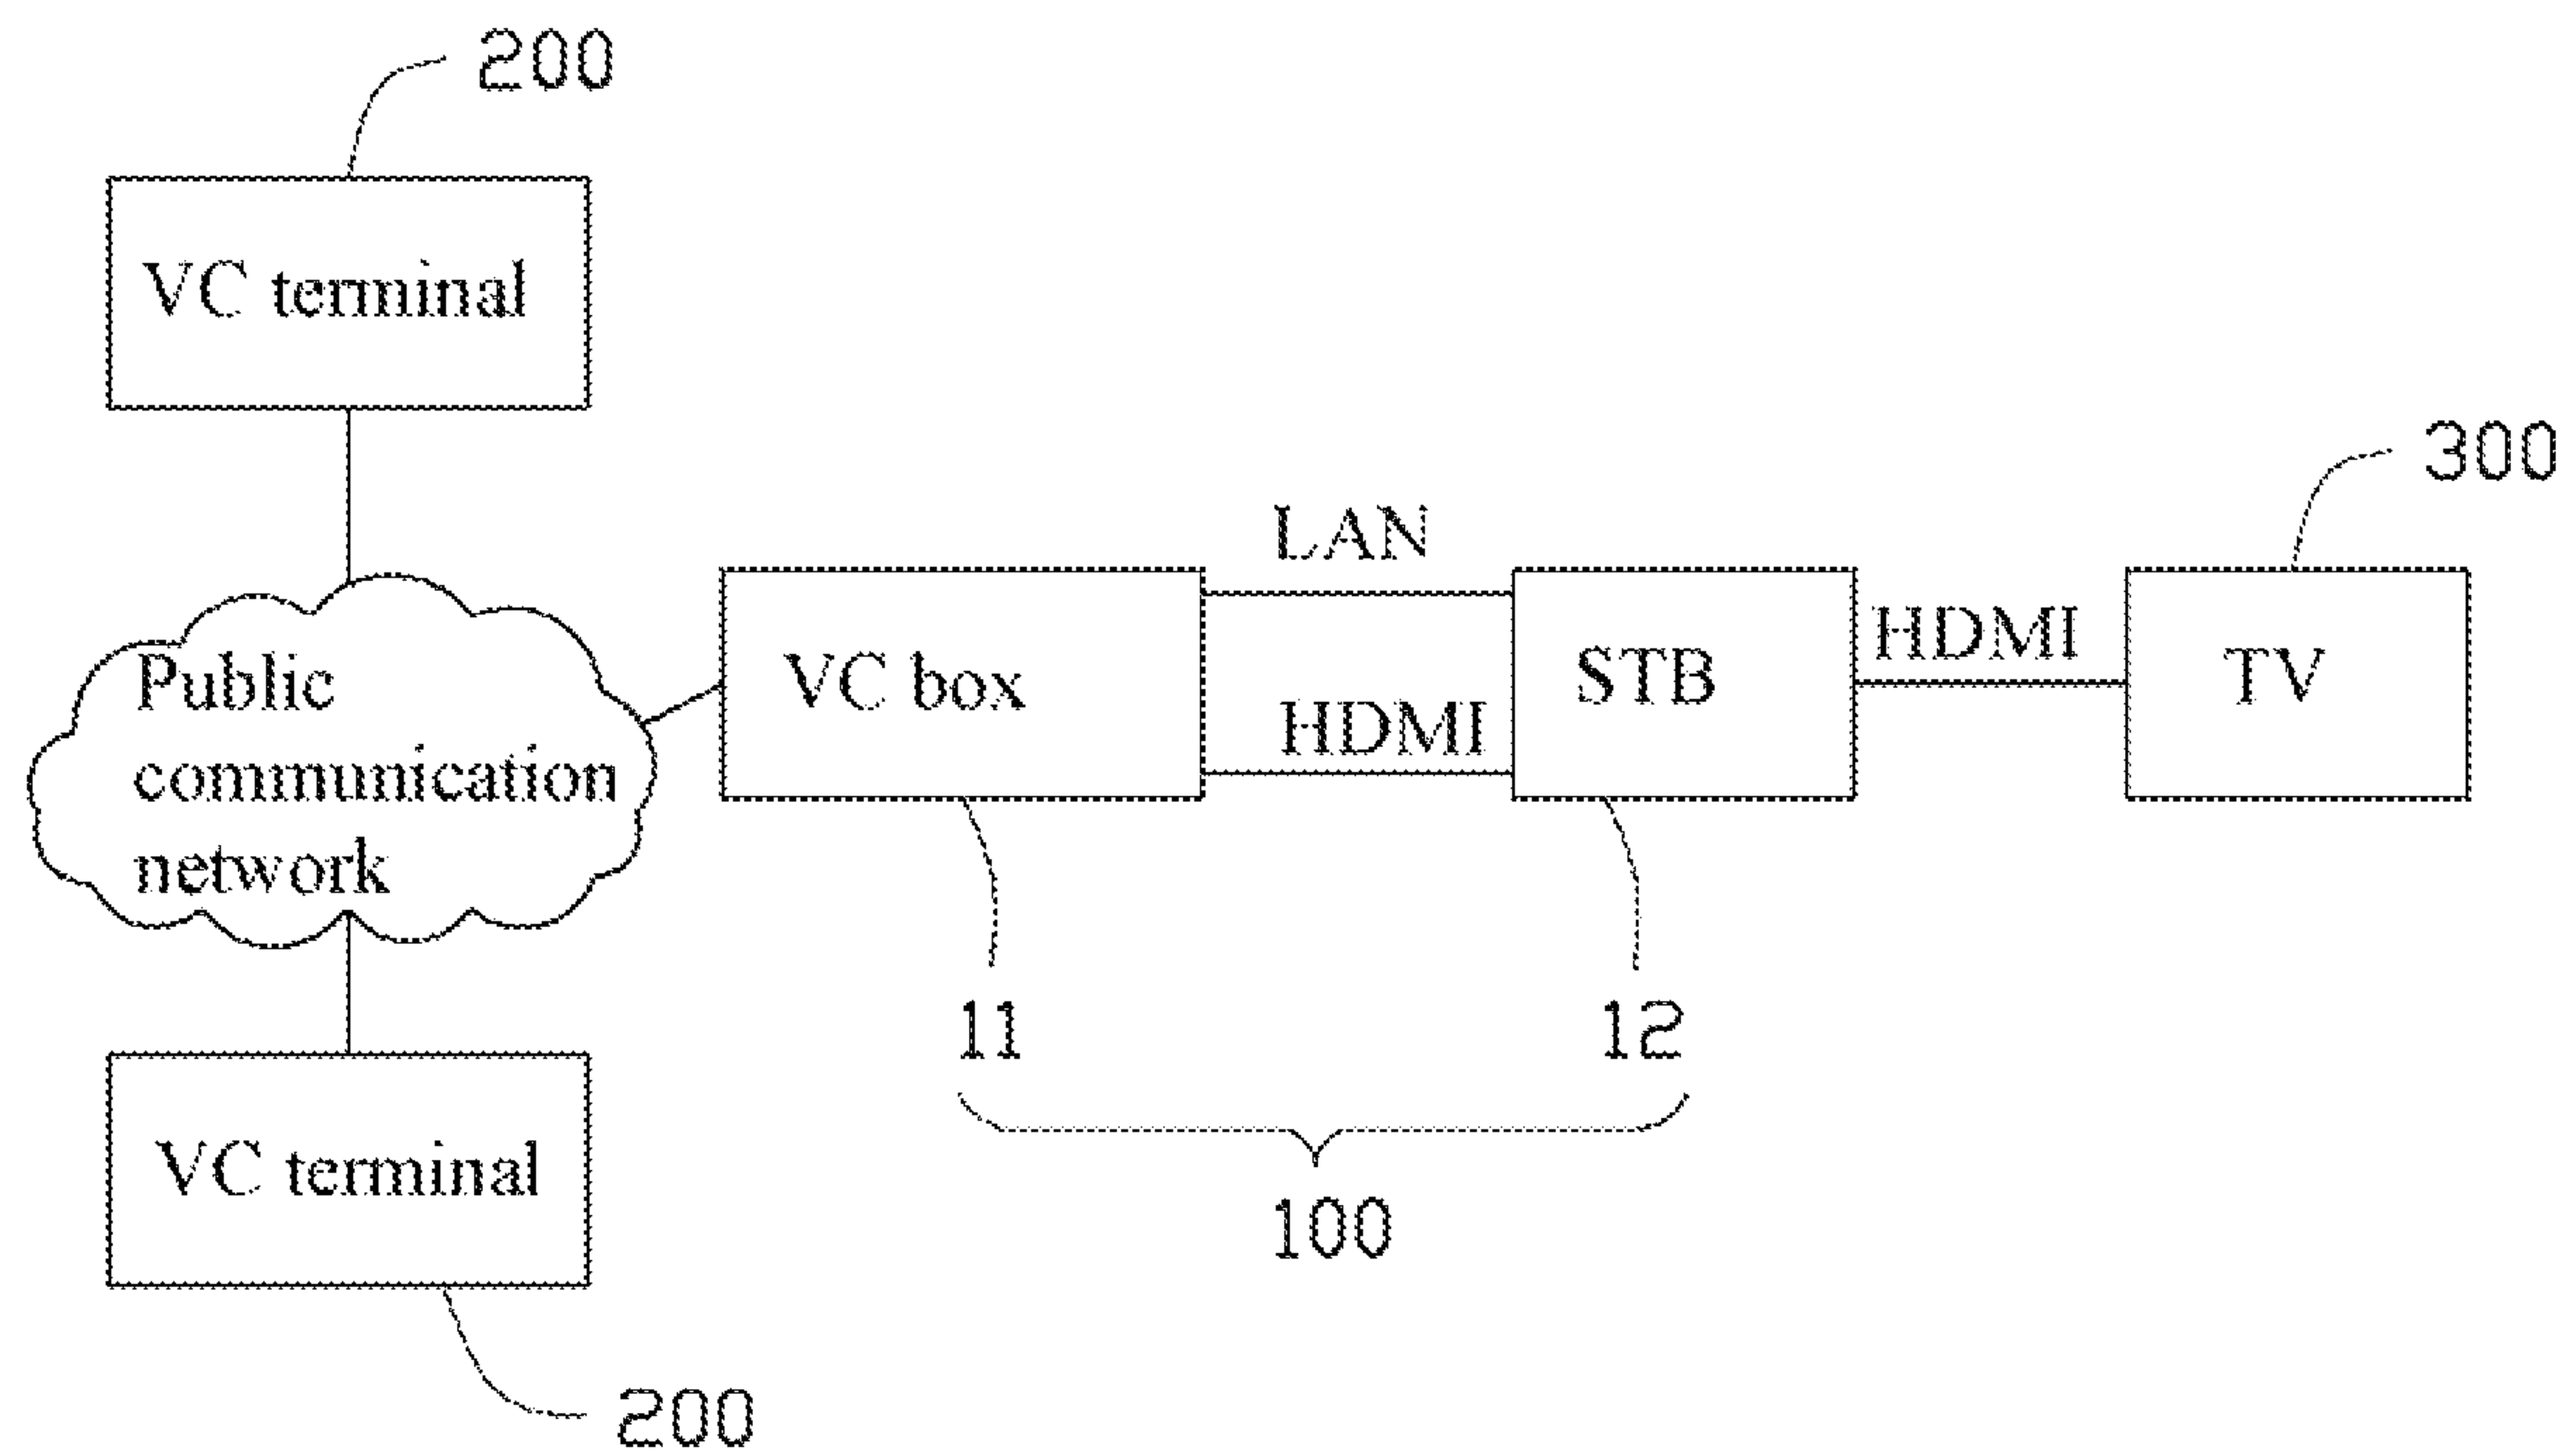 200
VC terminal
300
LAN
HDMI
Public
communication
network
VC box
HDMI
STB
TV
11
12
100
VC terminal
200